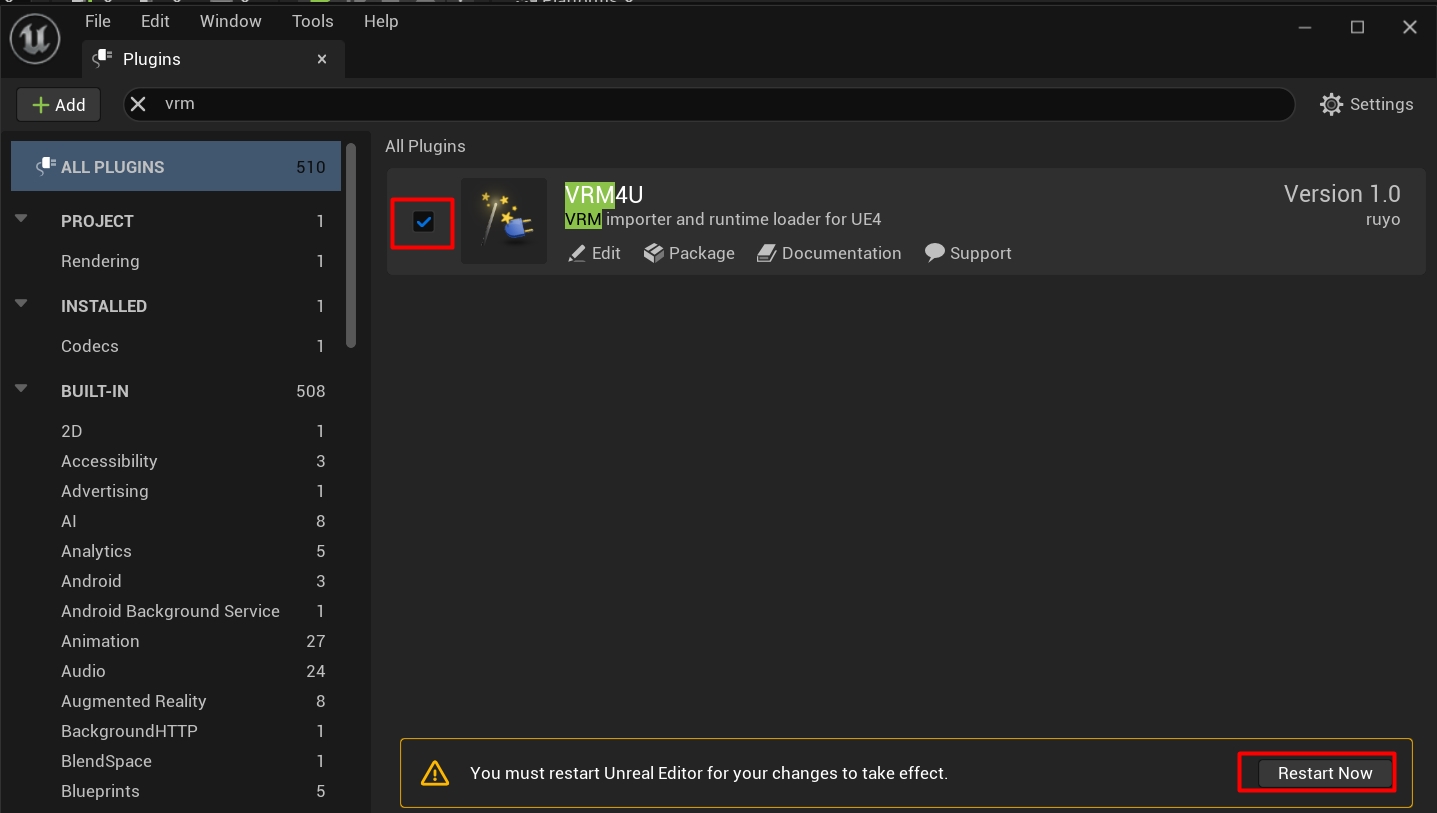 File Edit Window Tools Help
Plugins
Add vrm Settings
ALL PLUGINS 510
PROJECT 1
Rendering 1
INSTALLED 1
Codecs 1
BUILT-IN 508
2D 1
Accessibility 3
Advertising 1
AI 8
Analytics 5
Android 3
Android Background Service 1
Animation 27
Audio 24
Augmented Reality 8
BackgroundHTTP 1
BlendSpace 1
Blueprints 5
All Plugins
VRM4U Version 1.0
VRM importer and runtime loader for UE4 ruyo
Edit Package Documentation Support
You must restart Unreal Editor for your changes to take effect. Restart Now